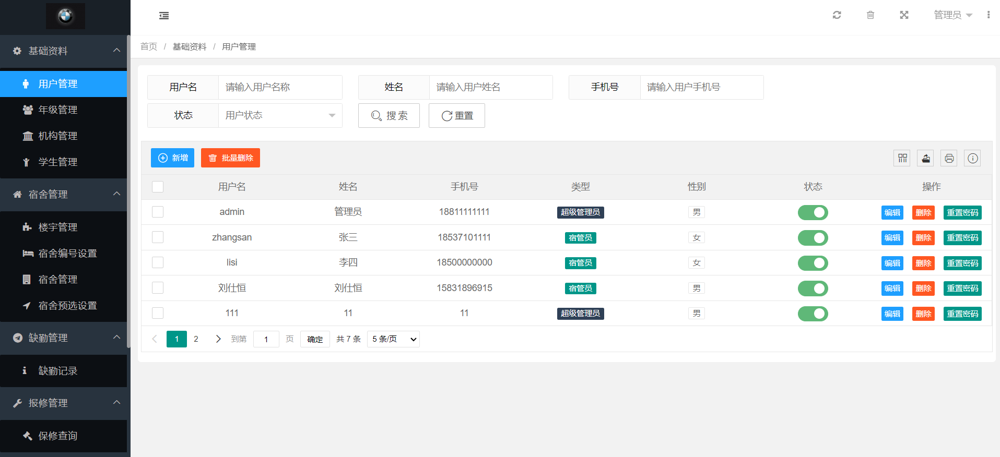 管理员
首页 / 基础资料 / 用户管理
基础资料
用户管理
年级管理
机构管理
学生管理
宿舍管理
楼宇管理
宿舍编号设置
宿舍管理
宿舍预选设置
缺勤管理
缺勤记录
报修管理
保修查询
用户名 请输入用户名称 姓名 请输入用户姓名 手机号 请输入用户手机号
状态 用户状态 搜 索 重置
新增 批量删除
用户名 姓名 手机号 类型 性别 状态 操作
admin 管理员 18811111111 超级管理员 男 编辑 删除 重置密码
zhangsan 张三 18537101111 宿管员 女 编辑 删除 重置密码
lisi 李四 18500000000 宿管员 女 编辑 删除 重置密码
刘仕恒 刘仕恒 15831896915 宿管员 男 编辑 删除 重置密码
111 11 11 超级管理员 男 编辑 删除 重置密码
1 2 到第 1 页 确定 共 7 条 5 条/页